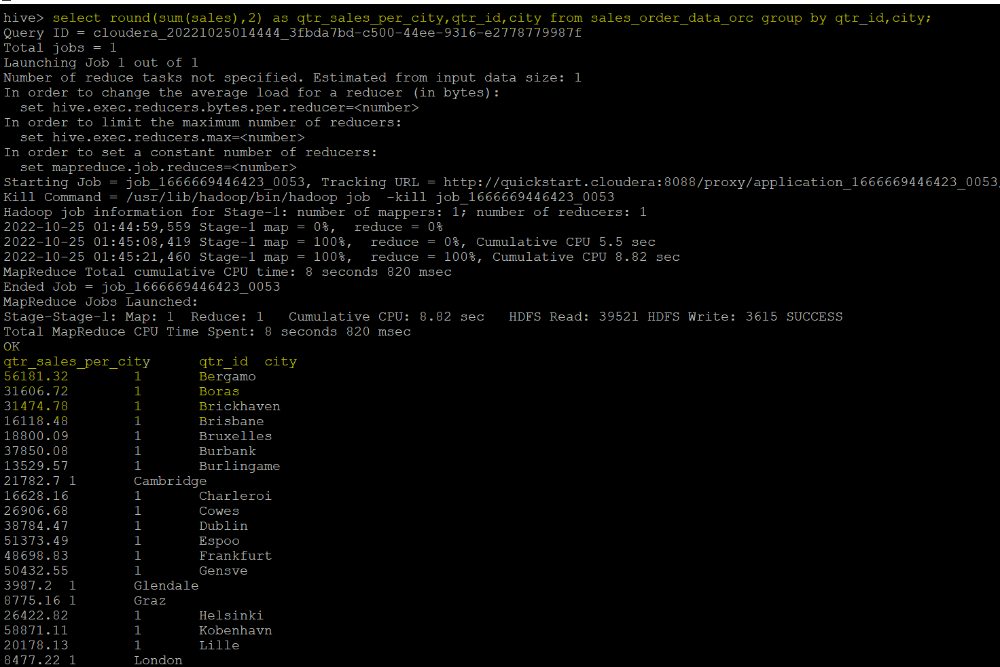 hive> select round(sum(sales),2) as qtr_sales_per_city,qtr_id,city from sales_order_data_orc group by qtr_id,city;
Query ID = cloudera_20221025014444_3fbda7bd-c500-44ee-9316-e2778779987f
Total jobs = 1
Launching Job 1 out of 1
Number of reduce tasks not specified. Estimated from input data size: 1
In order to change the average load for a reducer (in bytes):
  set hive.exec.reducers.bytes.per.reducer=<number>
In order to limit the maximum number of reducers:
  set hive.exec.reducers.max=<number>
In order to set a constant number of reducers:
  set mapreduce.job.reduces=<number>
Starting Job = job_1666669446423_0053, Tracking URL = http://quickstart.cloudera:8088/proxy/application_1666669446423_0053/
Kill Command = /usr/lib/hadoop/bin/hadoop job  -kill job_1666669446423_0053
Hadoop job information for Stage-1: number of mappers: 1; number of reducers: 1
2022-10-25 01:44:59,559 Stage-1 map = 0%,  reduce = 0%
2022-10-25 01:45:08,419 Stage-1 map = 100%,  reduce = 0%, Cumulative CPU 5.5 sec
2022-10-25 01:45:21,460 Stage-1 map = 100%,  reduce = 100%, Cumulative CPU 8.82 sec
MapReduce Total cumulative CPU time: 8 seconds 820 msec
Ended Job = job_1666669446423_0053
MapReduce Jobs Launched:
Stage-Stage-1: Map: 1  Reduce: 1   Cumulative CPU: 8.82 sec   HDFS Read: 39521 HDFS Write: 3615 SUCCESS
Total MapReduce CPU Time Spent: 8 seconds 820 msec
OK
qtr_sales_per_city      qtr_id  city
56181.32        1       Bergamo
31606.72        1       Boras
31474.78        1       Brickhaven
16118.48        1       Brisbane
18800.09        1       Bruxelles
37850.08        1       Burbank
13529.57        1       Burlingame
21782.7 1       Cambridge
16628.16        1       Charleroi
26906.68        1       Cowes
38784.47        1       Dublin
51373.49        1       Espoo
48698.83        1       Frankfurt
50432.55        1       Gensve
3987.2  1       Glendale
8775.16 1       Graz
26422.82        1       Helsinki
58871.11        1       Kobenhavn
20178.13        1       Lille
8477.22 1       London